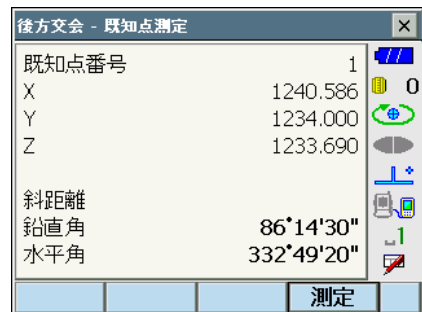 後方交会 - 既知点測定
既知点番号 1
X 1240.586
Y 1234.000
Z 1233.690
斜距離
鉛直角 86°14'30"
水平角 332°49'20"
0
1
測定